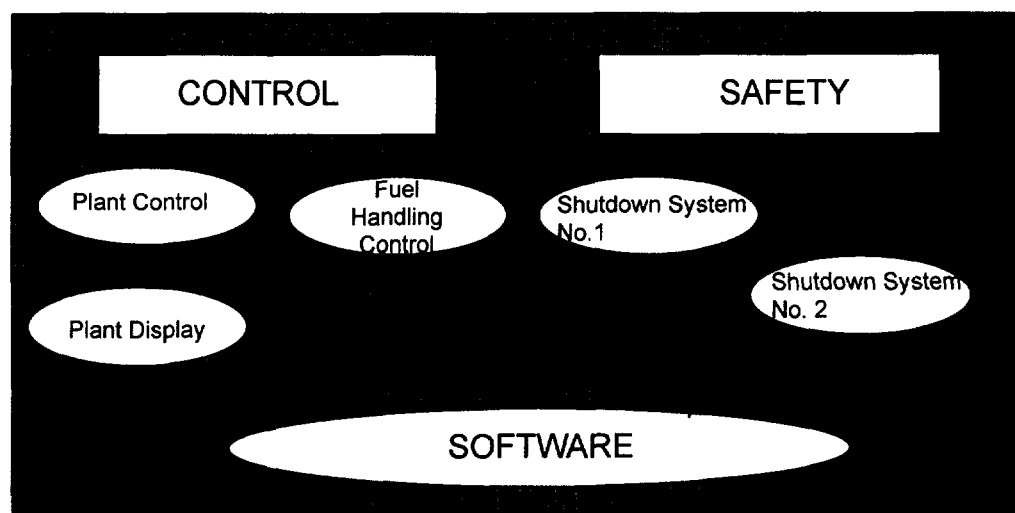 CONTROL
SAFETY
Plant Control
Fuel
Handling
Control
Shutdown System
No.1
Shutdown System
No. 2
Plant Display
SOFTWARE